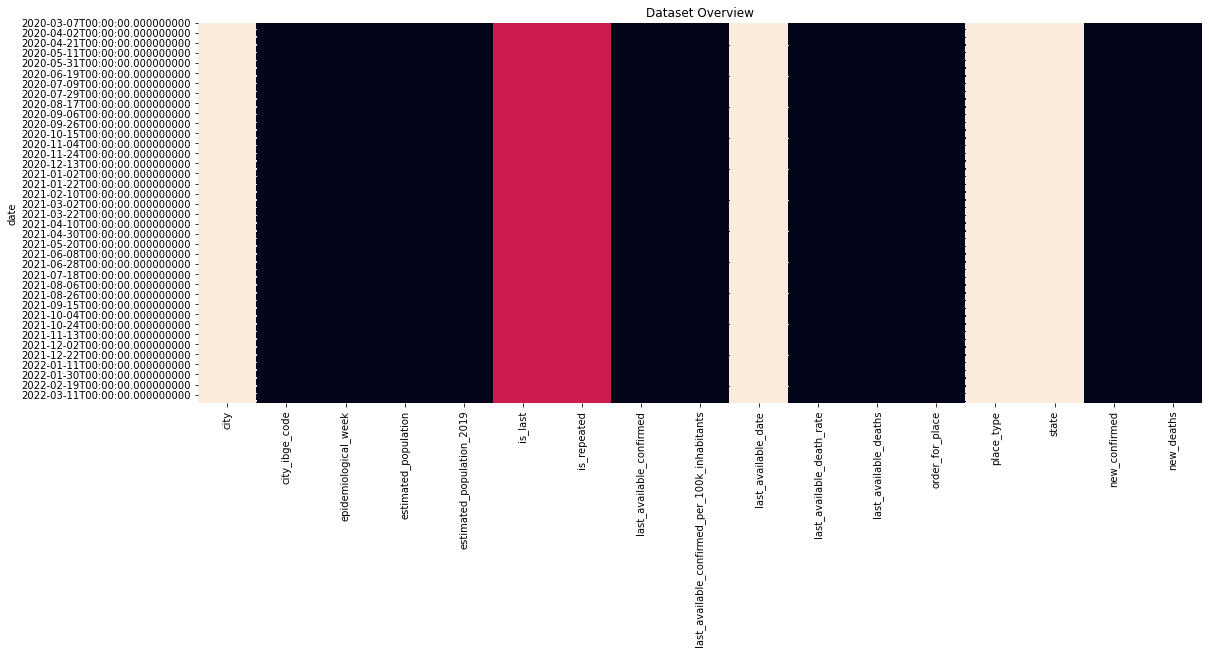 Dataset Overview
date
2020-03-07T00:00:00.000000000
2020-04-02T00:00:00.000000000
2020-04-21T00:00:00.000000000
2020-05-11T00:00:00.000000000
2020-05-31T00:00:00.000000000
2020-06-19T00:00:00.000000000
2020-07-09T00:00:00.000000000
2020-07-29T00:00:00.000000000
2020-08-17T00:00:00.000000000
2020-09-06T00:00:00.000000000
2020-09-26T00:00:00.000000000
2020-10-15T00:00:00.000000000
2020-11-04T00:00:00.000000000
2020-11-24T00:00:00.000000000
2020-12-13T00:00:00.000000000
2021-01-02T00:00:00.000000000
2021-01-22T00:00:00.000000000
2021-02-10T00:00:00.000000000
2021-03-02T00:00:00.000000000
2021-03-22T00:00:00.000000000
2021-04-10T00:00:00.000000000
2021-04-30T00:00:00.000000000
2021-05-20T00:00:00.000000000
2021-06-08T00:00:00.000000000
2021-06-28T00:00:00.000000000
2021-07-18T00:00:00.000000000
2021-08-06T00:00:00.000000000
2021-08-26T00:00:00.000000000
2021-09-15T00:00:00.000000000
2021-10-04T00:00:00.000000000
2021-10-24T00:00:00.000000000
2021-11-13T00:00:00.000000000
2021-12-02T00:00:00.000000000
2021-12-22T00:00:00.000000000
2022-01-11T00:00:00.000000000
2022-01-30T00:00:00.000000000
2022-02-19T00:00:00.000000000
2022-03-11T00:00:00.000000000
city
city_ibge_code
epidemiological_week
estimated_population
estimated_population_2019
is_last
is_repeated
last_available_confirmed
last_available_confirmed_per_100k_inhabitants
last_available_date
last_available_death_rate
last_available_deaths
order_for_place
place_type
state
new_confirmed
new_deaths